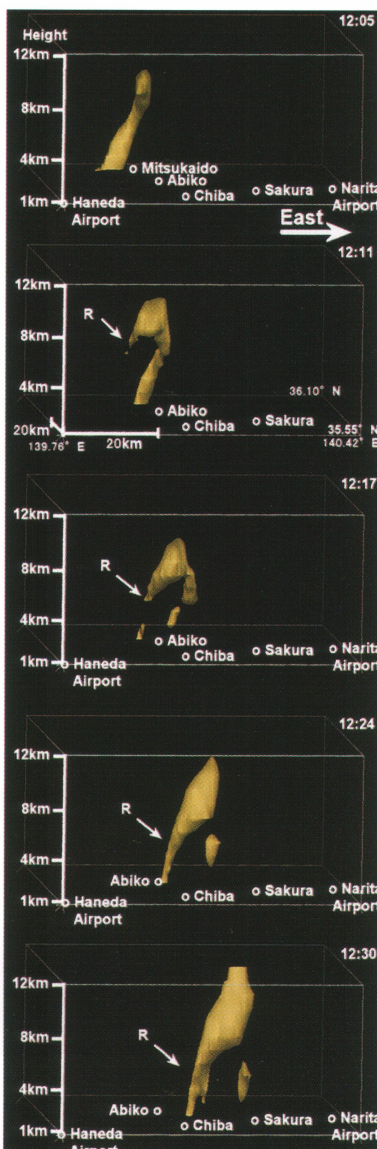 12:05
Height
12km
8km
4km
Mitsukaido
Abiko
1km Haneda Airport
Chiba
Sakura
Narita Airport
East
12:11
12km
R
8km
4km
36.10° N
Abiko
Chiba
Sakura
20km
139.76° E
20km
35.55° N
140.42° E
12:17
12km
R
8km
4km
Abiko
1km Haneda Airport
Chiba
Sakura
Narita Airport
12:24
12km
8km
R
4km
Abiko
1km Haneda Airport
Chiba
Sakura
Narita Airport
12:30
12km
8km
R
4km
Abiko
1km Haneda Airport
Chiba
Sakura
Narita Airport